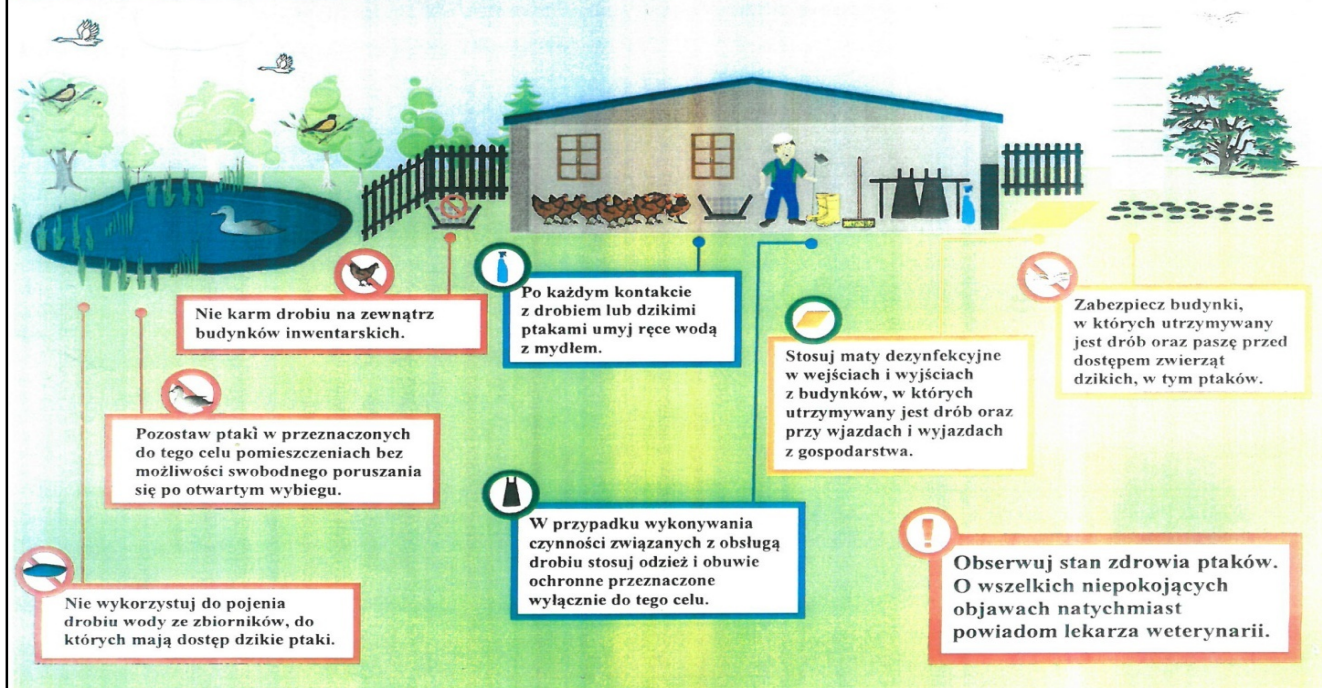 Nie karm drobiu na zewnątrz
budynków inwentarskich.
Po każdym kontakcie
z drobiem lub dzikimi
ptakami umyj ręce wodą
z mydłem.
Stosuj maty dezynfekcyjne
w wejściach i wyjściach
z budynków, w których
utrzymywany jest drób oraz
przy wjazdach i wyjazdach
z gospodarstwa.
Zabezpiecz budynki,
w których utrzymywany
jest drób oraz paszę przed
dostępem zwierząt
dzikich, w tym ptaków.
Pozostaw ptaki w przeznaczonych
do tego celu pomieszczeniach bez
możliwości swobodnego poruszania
się po otwartym wybiegu.
W przypadku wykonywania
czynności związanych z obsługą
drobiu stosuj odzież i obuwie
ochronne przeznaczone
wyłącznie do tego celu.
Obserwuj stan zdrowia ptaków.
O wszelkich niepokojących
objawach natychmiast
powiadom lekarza weterynarii.
Nie wykorzystuj do pojenia
drobiu wody ze zbiorników, do
których mają dostęp dzikie ptaki.